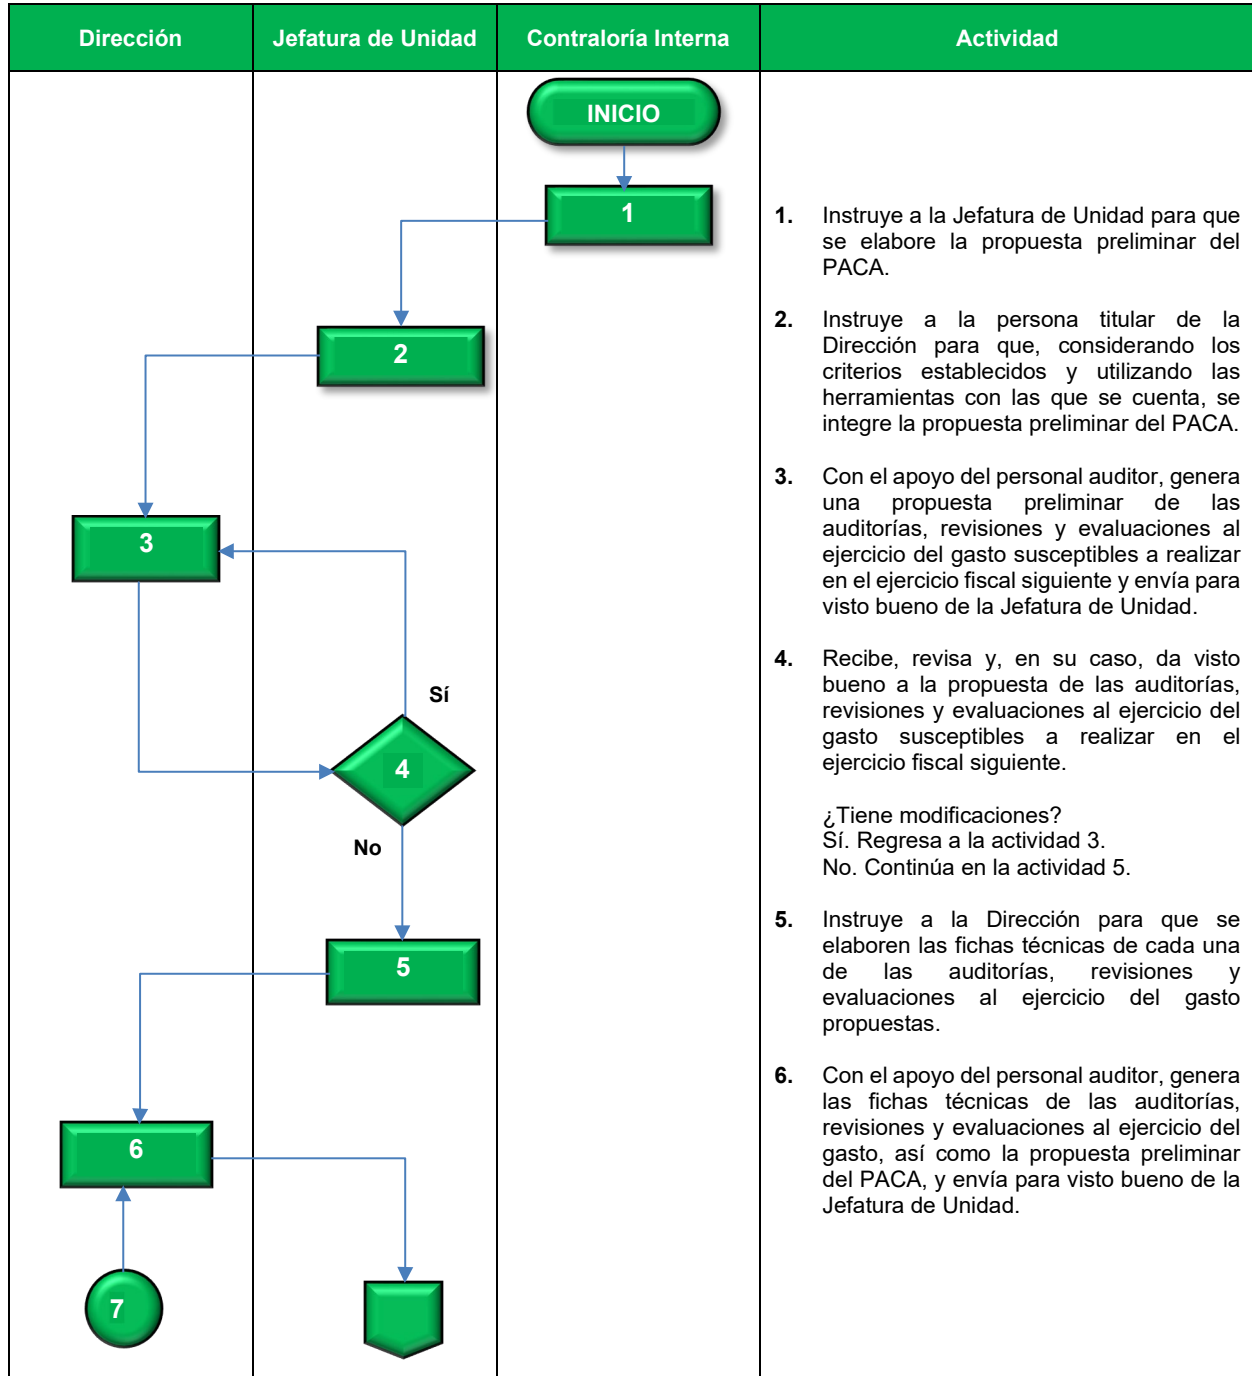 Dirección
Jefatura de Unidad
Contraloría Interna
Actividad
INICIO
1
2
3
Sí
4
No
5
6
7
1. Instruye a la Jefatura de Unidad para que
se elabore la propuesta preliminar del
PACA.
2. Instruye a la persona titular de la
Dirección para que, considerando los
criterios establecidos y utilizando las
herramientas con las que se cuenta, se
integre la propuesta preliminar del PACA.
3. Con el apoyo del personal auditor, genera
una propuesta preliminar de las
auditorías, revisiones y evaluaciones al
ejercicio del gasto susceptibles a realizar
en el ejercicio fiscal siguiente y envía para
visto bueno de la Jefatura de Unidad.
4. Recibe, revisa y, en su caso, da visto
bueno a la propuesta de las auditorías,
revisiones y evaluaciones al ejercicio del
gasto susceptibles a realizar en el
ejercicio fiscal siguiente.
¿Tiene modificaciones?
Sí. Regresa a la actividad 3.
No. Continúa en la actividad 5.
5. Instruye a la Dirección para que se
elaboren las fichas técnicas de cada una
de las auditorías, revisiones y
evaluaciones al ejercicio del gasto
propuestas.
6. Con el apoyo del personal auditor, genera
las fichas técnicas de las auditorías,
revisiones y evaluaciones al ejercicio del
gasto, así como la propuesta preliminar
del PACA, y envía para visto bueno de la
Jefatura de Unidad.